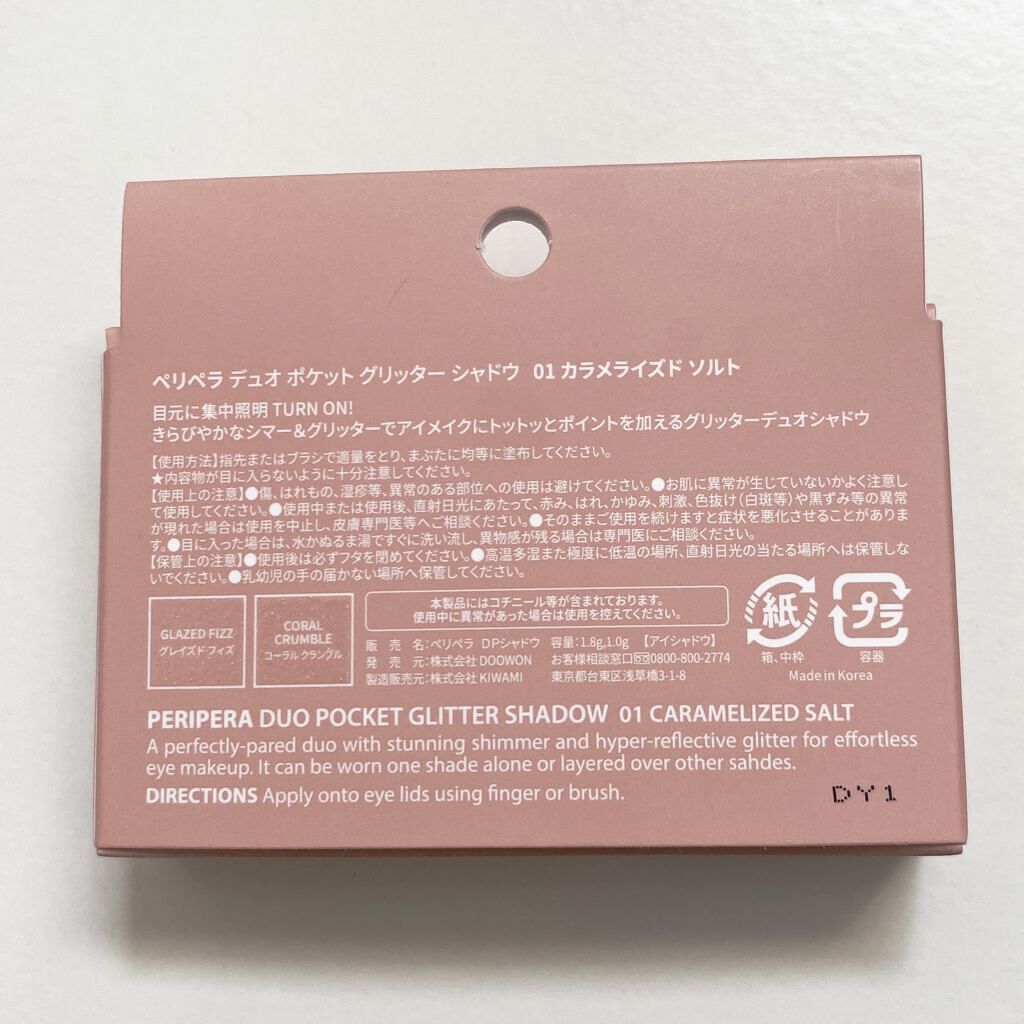 ペリペラ デュオ ポケット グリッター シャドウ 01 カラメライズド ソルト
目元に集中照明 TURN ON!
きらびやかなシマー&グリッターでアイメイクにトットッとポイントを加えるグリッターデュオシャドウ
【使用方法】指先またはブラシで適量をとり、まぶたに均等に塗布してください。
★内容物が目に入らないように十分注意してください。
【使用上の注意】●傷、はれもの、湿疹等、異常のある部位への使用は避けてください。●お肌に異常が生じていないかよく注意し
て使用してください。●使用中または使用後、直射日光にあたって、赤み、はれ、かゆみ、刺激、色抜け(白斑等)や黒ずみ等の異常
が現れた場合は使用を中止し、皮膚専門医等へご相談ください。●そのままご使用を続けますと症状を悪化させることがありま
す。●目に入った場合は、水かぬるま湯ですぐに洗い流し、異物感が残る場合は専門医にご相談ください。
【保管上の注意】●使用後は必ずフタを閉めてください。●高温多湿また極度に低温の場所、直射日光の当たる場所へは保管しな
いでください。●乳幼児の手の届かない場所へ保管してください。
GLAZED FIZZ
グレイズド フィズ
CORAL
CRUMBLE
コーラル クランブル
本製品にはコチニール等が含まれております。
使用中に異常があった場合は使用を控えてください。
販 売 名:ペリペラ DPシャドウ 容量:1.8g,1.0g 【アイシャドウ】
発 売 元:株式会社 DOOWON お客様相談窓口0800-800-2774
製造販売元:株式会社 KIWAMI 東京都台東区浅草橋3-1-8
紙
箱、中枠
プラ
容器
Made in Korea
PERIPERA DUO POCKET GLITTER SHADOW 01 CARAMELIZED SALT
A perfectly-pared duo with stunning shimmer and hyper-reflective glitter for effortless
eye makeup. It can be worn one shade alone or layered over other sahdes.
DIRECTIONS Apply onto eye lids using finger or brush.
DY1